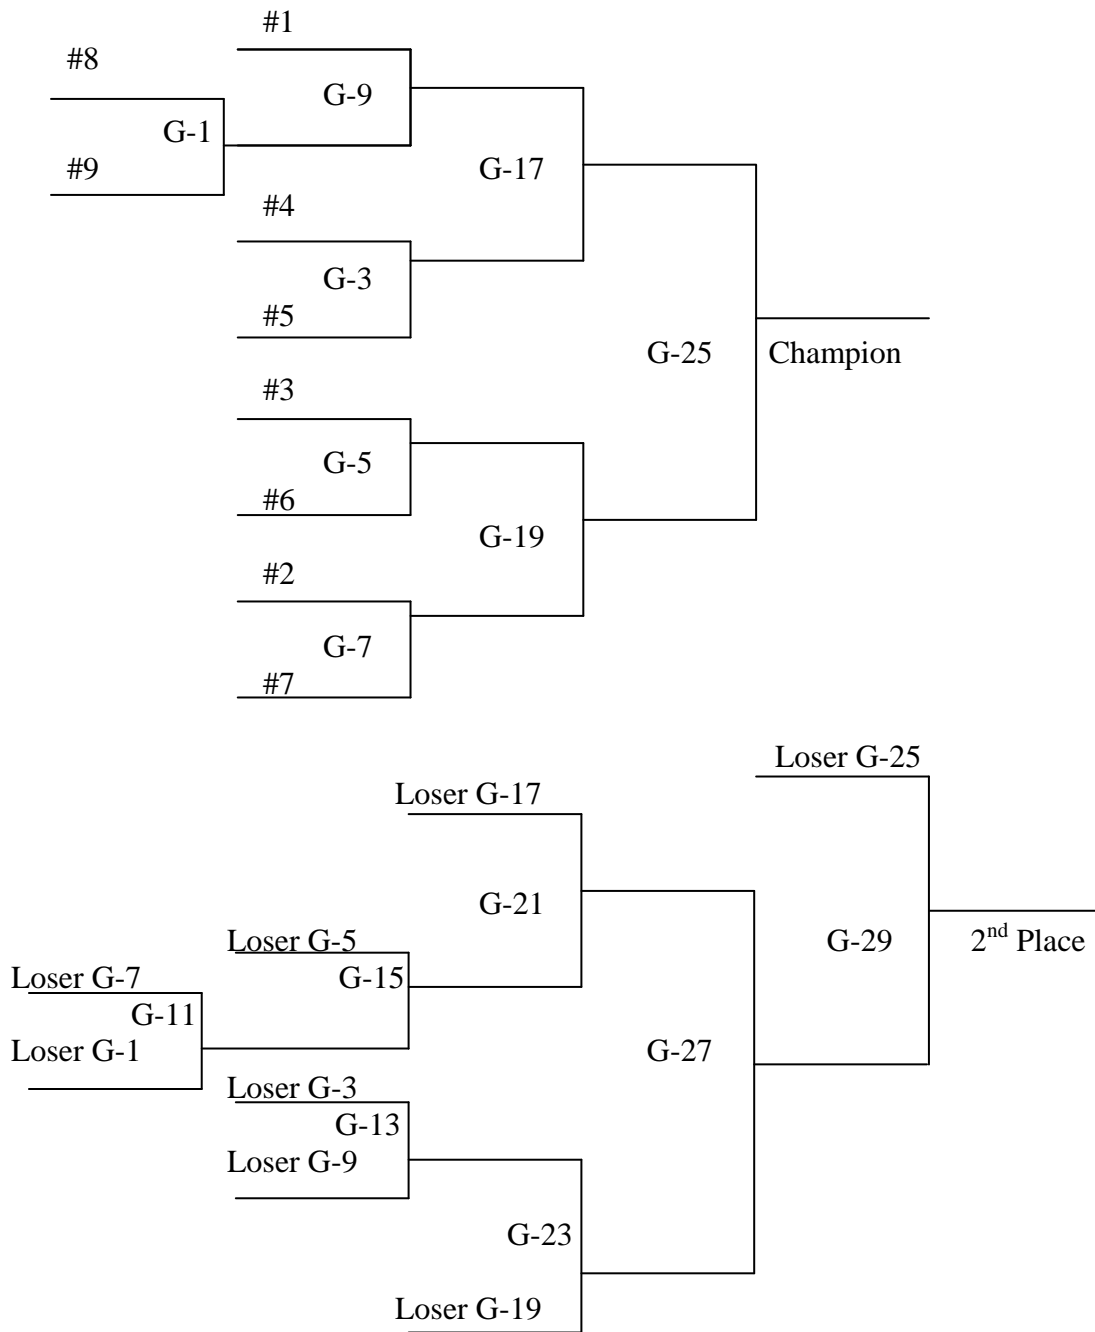 #1
#8
G-9
G-1
#9
G-17
#4
G-3
#5
G-25
Champion
#3
G-5
#6
G-19
#2
G-7
#7
Loser G-25
Loser G-17
G-21
Loser G-5
G-29
2nd Place
Loser G-7
G-15
G-11
Loser G-1
G-27
Loser G-3
G-13
Loser G-9
G-23
Loser G-19